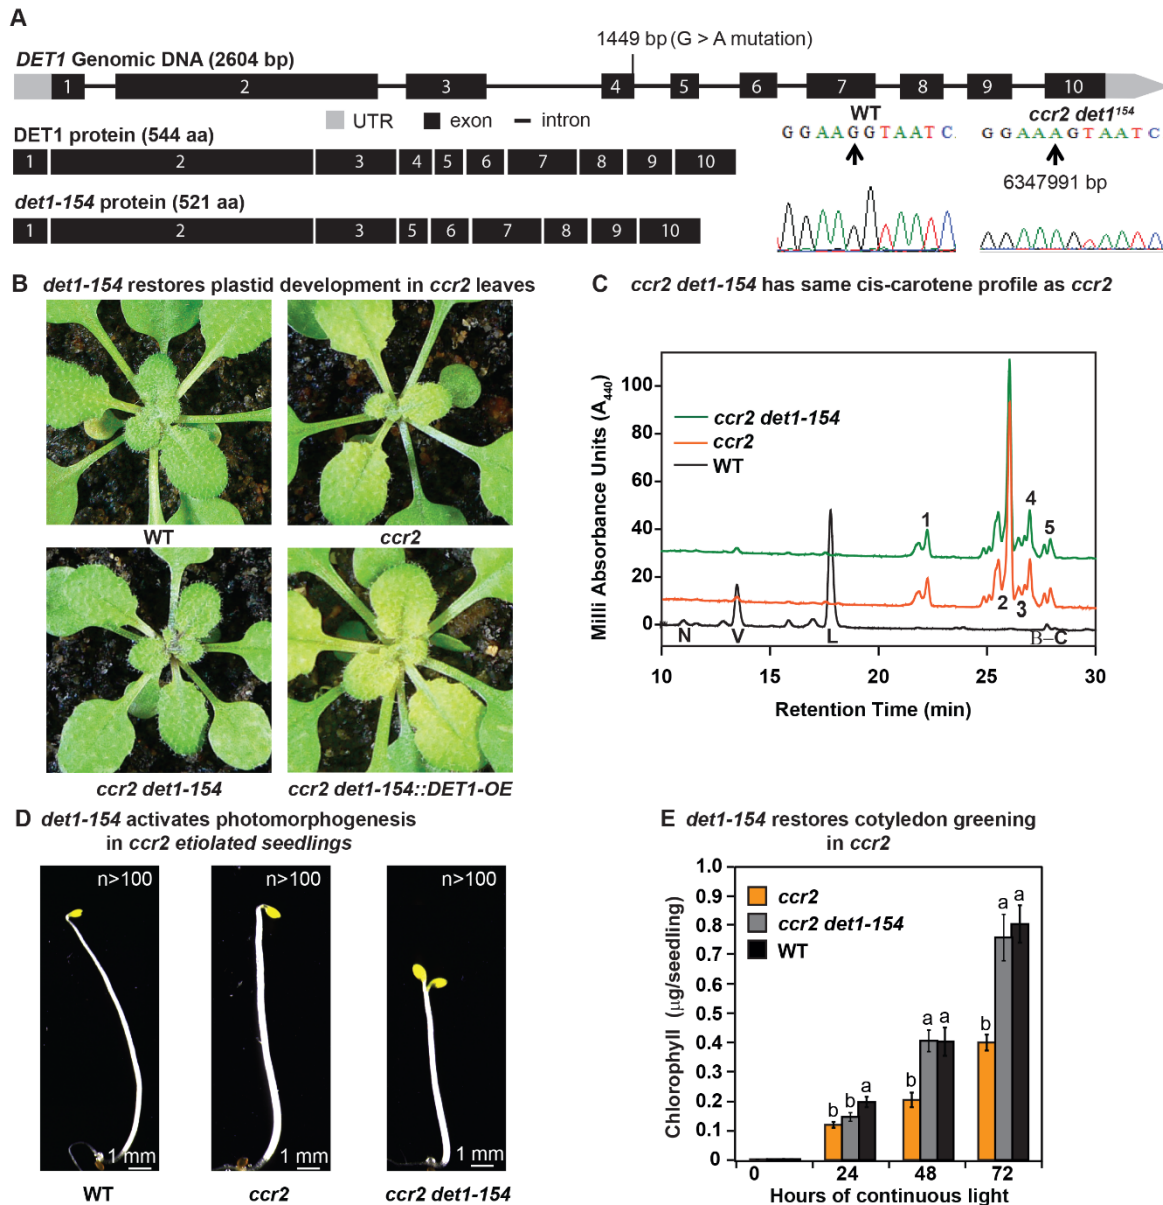 A
1449 bp (G > A mutation)
DET1 Genomic DNA (2604 bp)
1 2 3 4 5 6 7 8 9 10
UTR exon intron
DET1 protein (544 aa)
1 2 3 4 5 6 7 8 9 10
det1-154 protein (521 aa)
1 2 3 5 6 7 8 9 10
WT
G G A A G G T A A T C.
ccr2 det1¹⁵⁴
G G A A A G T A A T C
6347991 bp
B det1-154 restores plastid development in ccr2 leaves
WT
ccr2
ccr2 det1-154
ccr2 det1-154::DET1-OE
C ccr2 det1-154 has same cis-carotene profile as ccr2
Milli Absorbance Units (A₄₄₀)
100
80
60
40
20
0
ccr2 det1-154
ccr2
WT
1
4
5
2
3
N V L B–C
10 15 20 25 30
Retention Time (min)
D det1-154 activates photomorphogenesis
in ccr2 etiolated seedlings
n>100
1 mm
WT
n>100
1 mm
ccr2
n>100
1 mm
ccr2 det1-154
E det1-154 restores cotyledon greening
in ccr2
Chlorophyll (µg/seedling)
1.0
0.9
0.8
0.7
0.6
0.5
0.4
0.3
0.2
0.1
0
ccr2
ccr2 det1-154
WT
b b a
b a a
b a a
0 24 48 72
Hours of continuous light